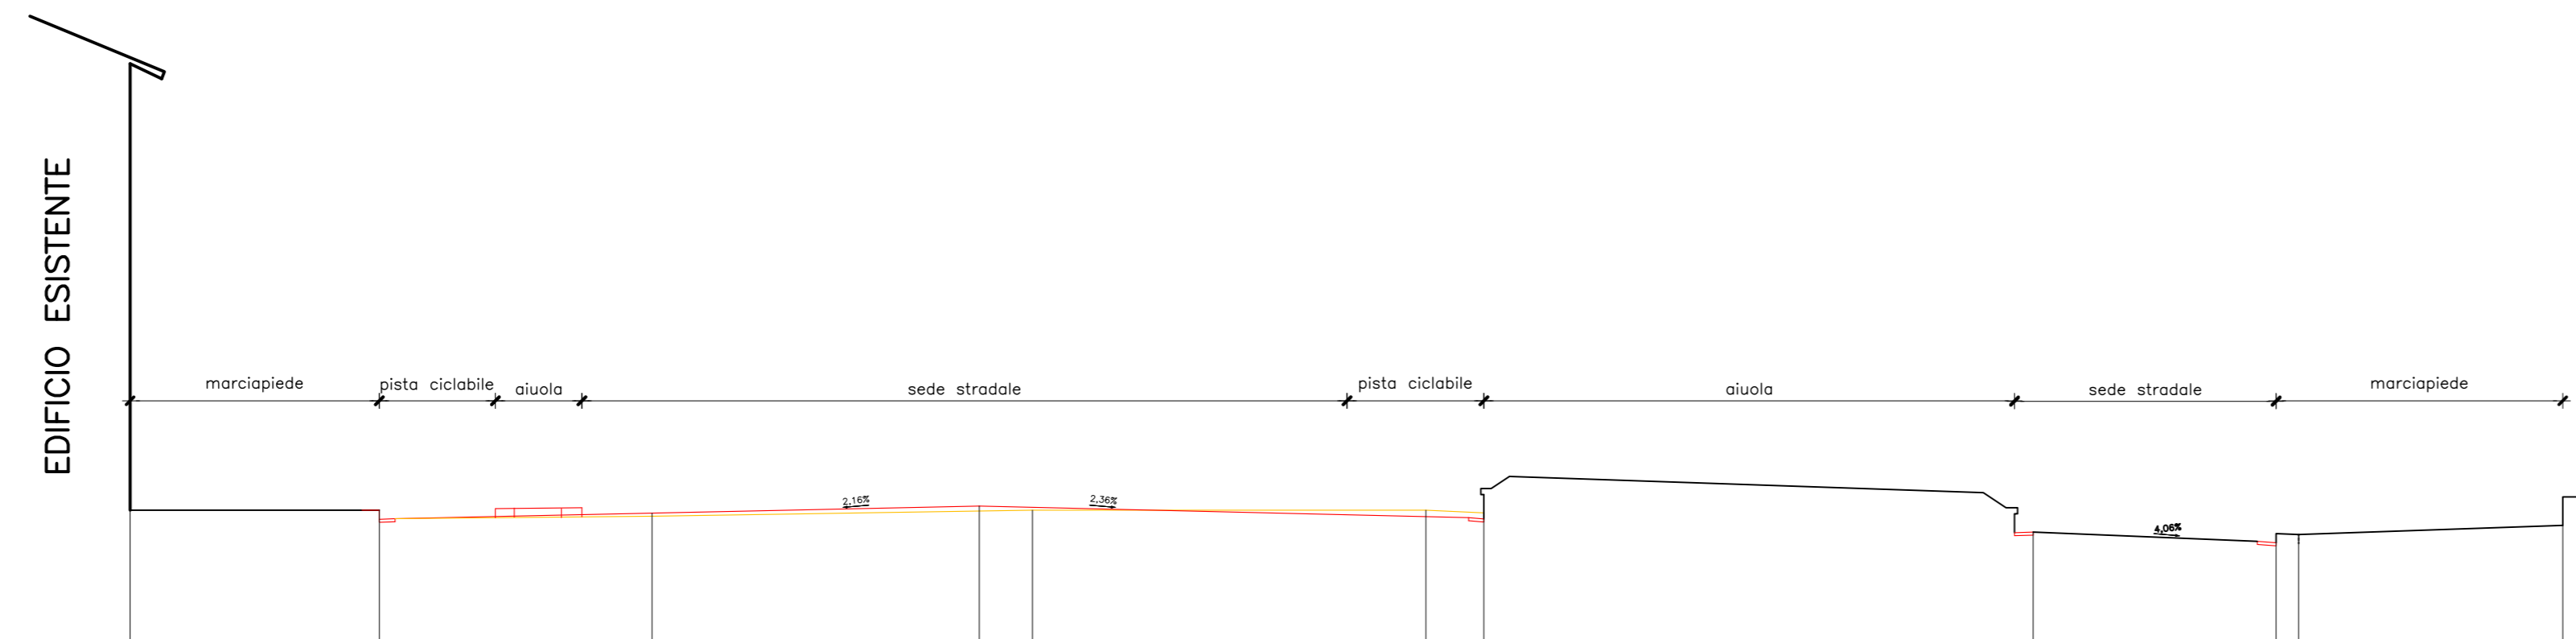 EDIFICIO ESISTENTE
marciapiede
pista ciclabile
aiuola
sede stradale
pista ciclabile
aiuola
sede stradale
marciapiede
2,16%
2,36%
4,06%